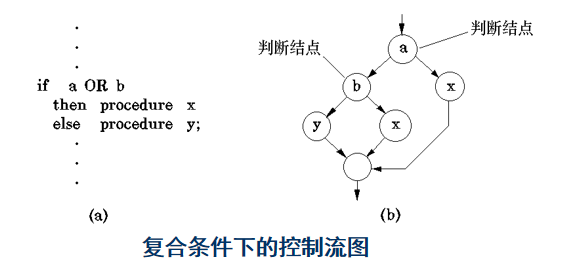 if a OR b
then procedure x
else procedure y;
(a)
判断结点
判断结点
a
b
x
y
x
(b)
复合条件下的控制流图